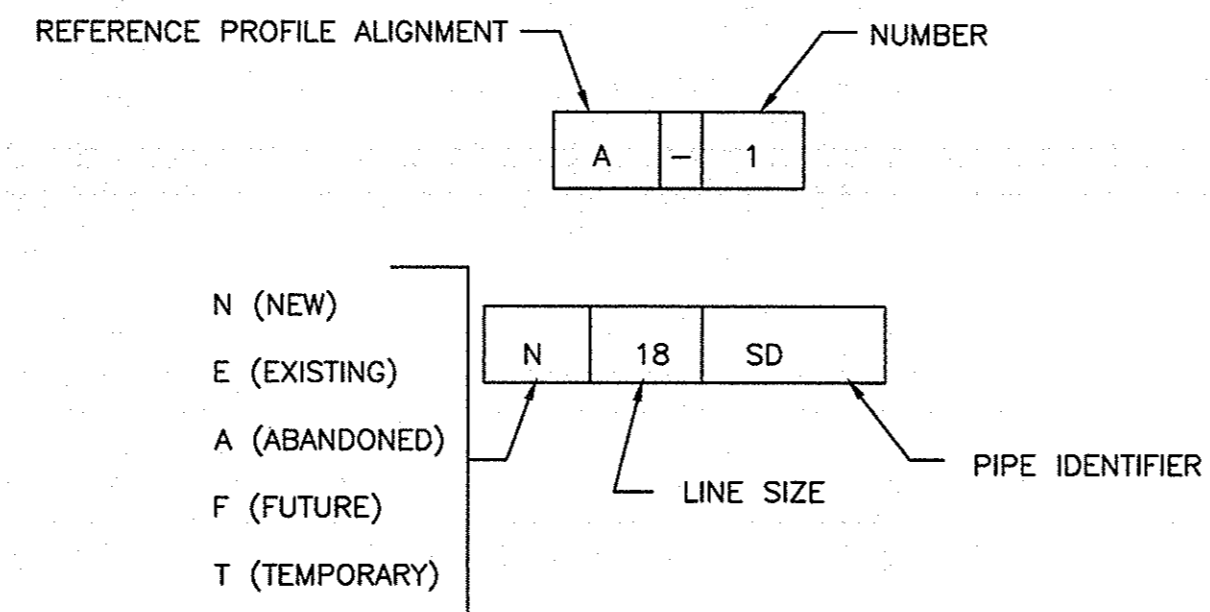 REFERENCE PROFILE ALIGNMENT
NUMBER
A - 1
N (NEW)
E (EXISTING)
A (ABANDONED)
F (FUTURE)
T (TEMPORARY)
N 18 SD
LINE SIZE
PIPE IDENTIFIER